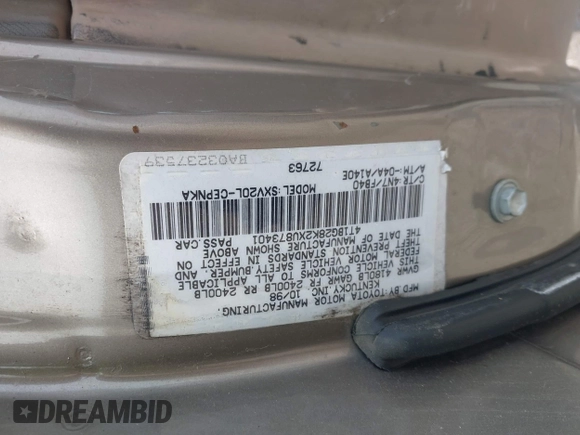 MFD BY:TOYOTA MOTOR MANUFACTURING.
KENTUCKY INC. 10/98
GVWR 4180LB GAWR FR 2400LB RR 2400LB
THIS VEHICLE CONFORMS TO ALL APPLICABLE
FEDERAL MOTOR VEHICLE SAFETY, BUMPER, AND
THEFT PREVENTION STANDARDS IN EFFECT ON
THE DATE OF MANUFACTURE SHOWN ABOVE.
4T1BG28K2XU873401 PASS.CAR
C/TR:4N7/FB40 MODEL:SXV20L-CEPNKA
A/TM:-04A/A140E 72763
BA03237539
DREAMBID